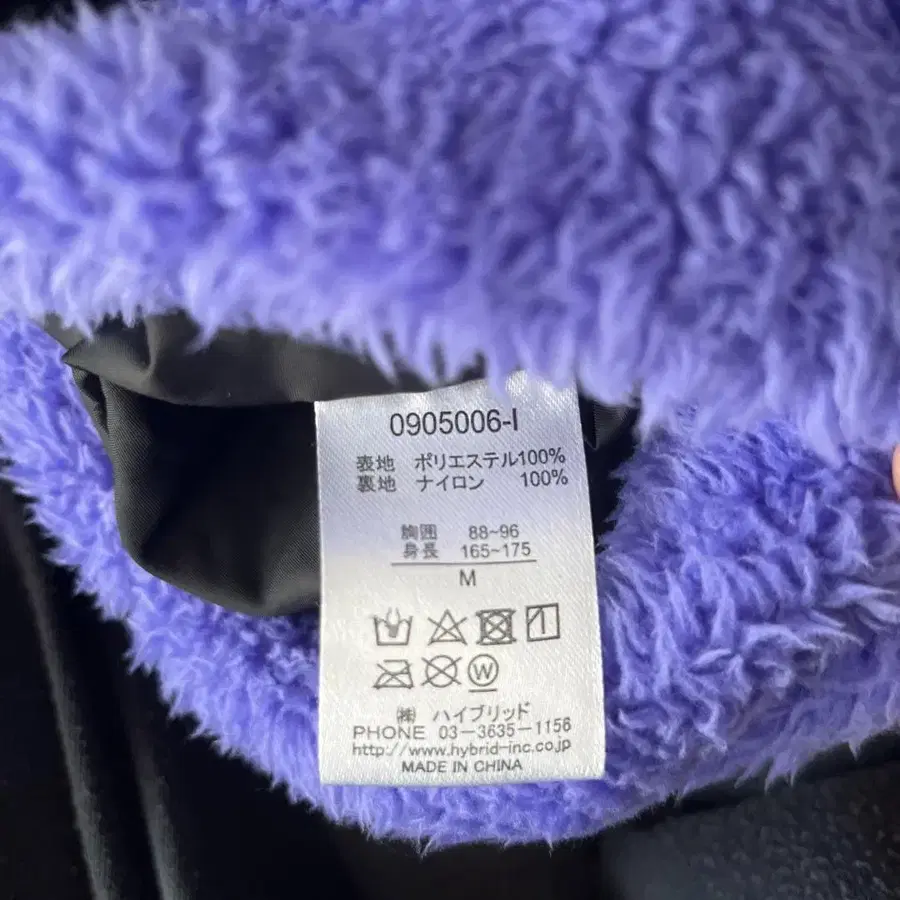 0905006-I
表地 ポリエステル100%
裏地 ナイロン 100%
胸囲 88~96
身長 165~175
M
W
㈱ ハイブリッド
PHONE 03-3635-1156
http://www.hybrid-inc.co.jp
MADE IN CHINA